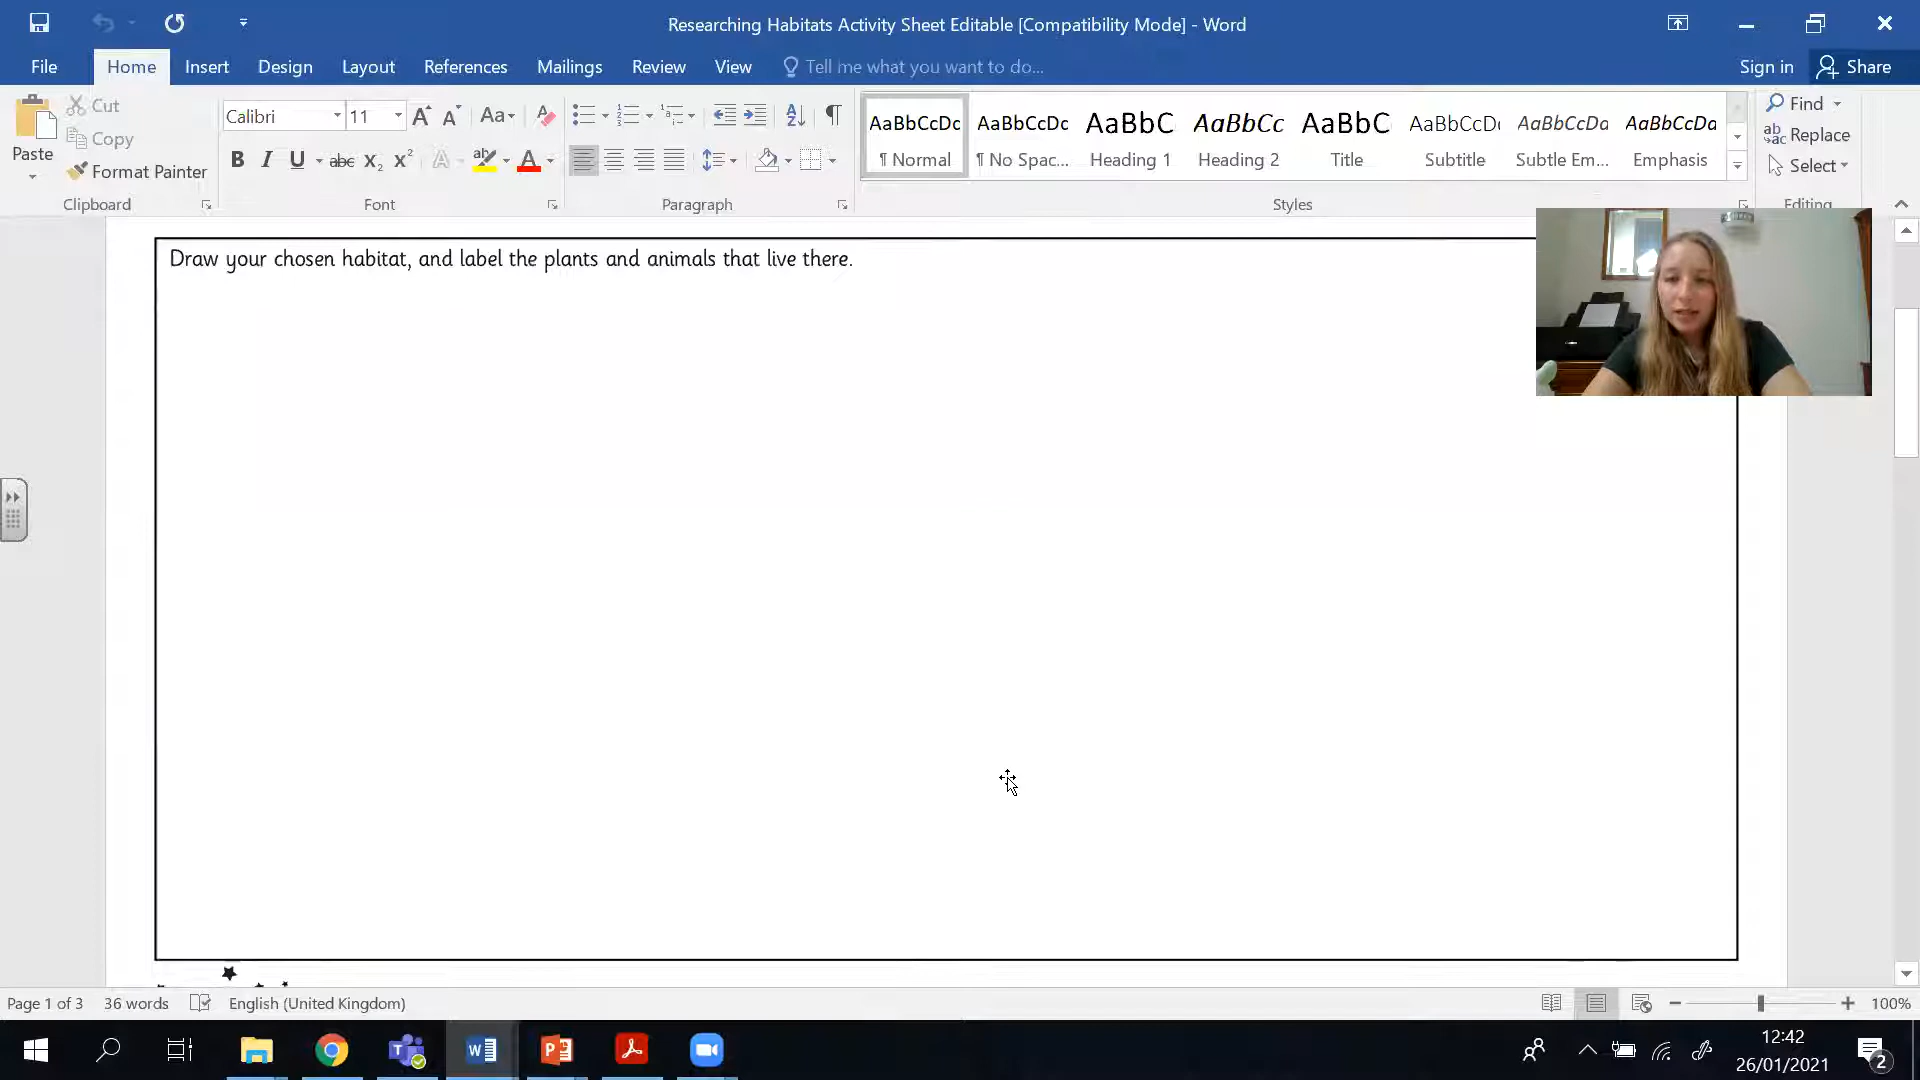 Researching Habitats Activity Sheet Editable [Compatibility Mode] - Word
File Home Insert Design Layout References Mailings Review View Tell me what you want to do... Sign in Share
Paste
Cut
Copy
Format Painter
Clipboard
Calibri 11
Font
Paragraph
AaBbCcDc AaBbCcDc AaBbC AaBbCc AaBbC AaBbCcD AaBbCcDa AaBbCcDa
¶ Normal ¶ No Spac... Heading 1 Heading 2 Title Subtitle Subtle Em... Emphasis
Styles
Find
Replace
Select
Editing
Draw your chosen habitat, and label the plants and animals that live there.
Page 1 of 3 36 words English (United Kingdom) 100%
12:42
26/01/2021
2